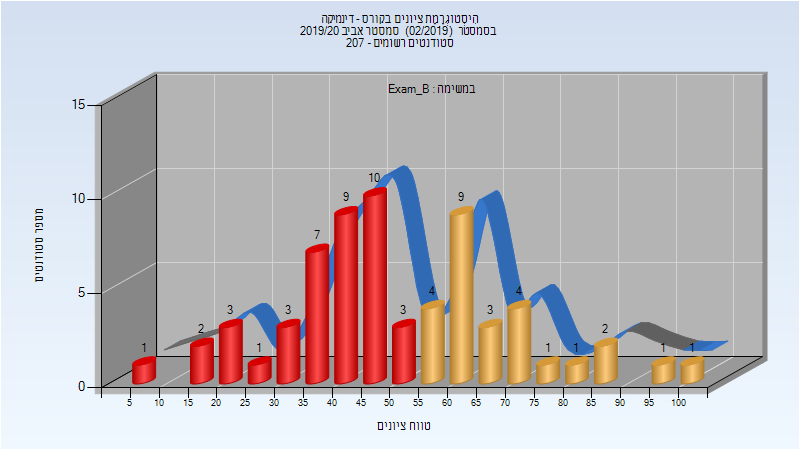 היסטוגרמת ציונים בקורס - דינמיקה
בסמסטר (02/2019) סמסטר אביב 2019/20
סטודנטים רשומים - 207
במשימה : Exam_B
מספר סטודנטים
15
10
5
0
1 2 3 1 3 7 9 10 3 4 9 3 4 1 1 2 1 1
5 10 15 20 25 30 35 40 45 50 55 60 65 70 75 80 85 90 95 100
טווח ציונים